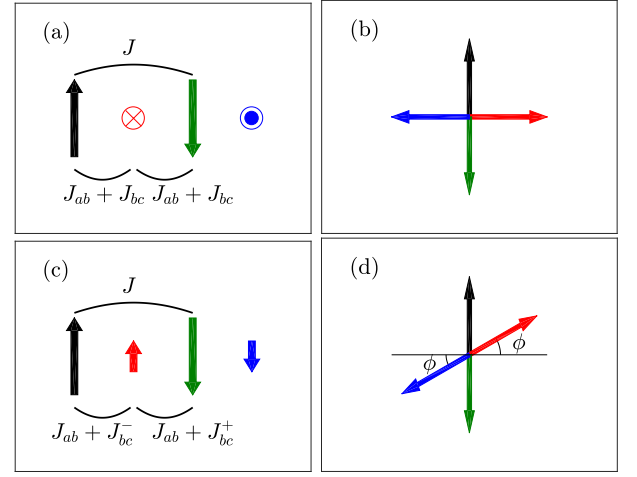 (a)
J
J_{ab} + J_{bc} J_{ab} + J_{bc}
(b)
(c)
J
J_{ab} + J_{bc}^{-} J_{ab} + J_{bc}^{+}
(d)
ϕ ϕ